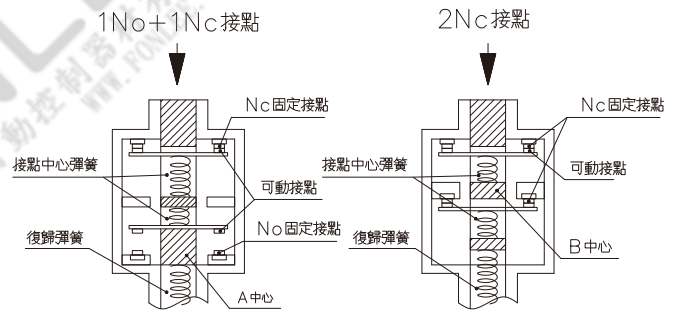 1No+1Nc接點
2Nc接點
Nc固定接點
接點中心彈簧
可動接點
No固定接點
復歸彈簧
A中心
Nc固定接點
接點中心彈簧
可動接點
復歸彈簧
B中心